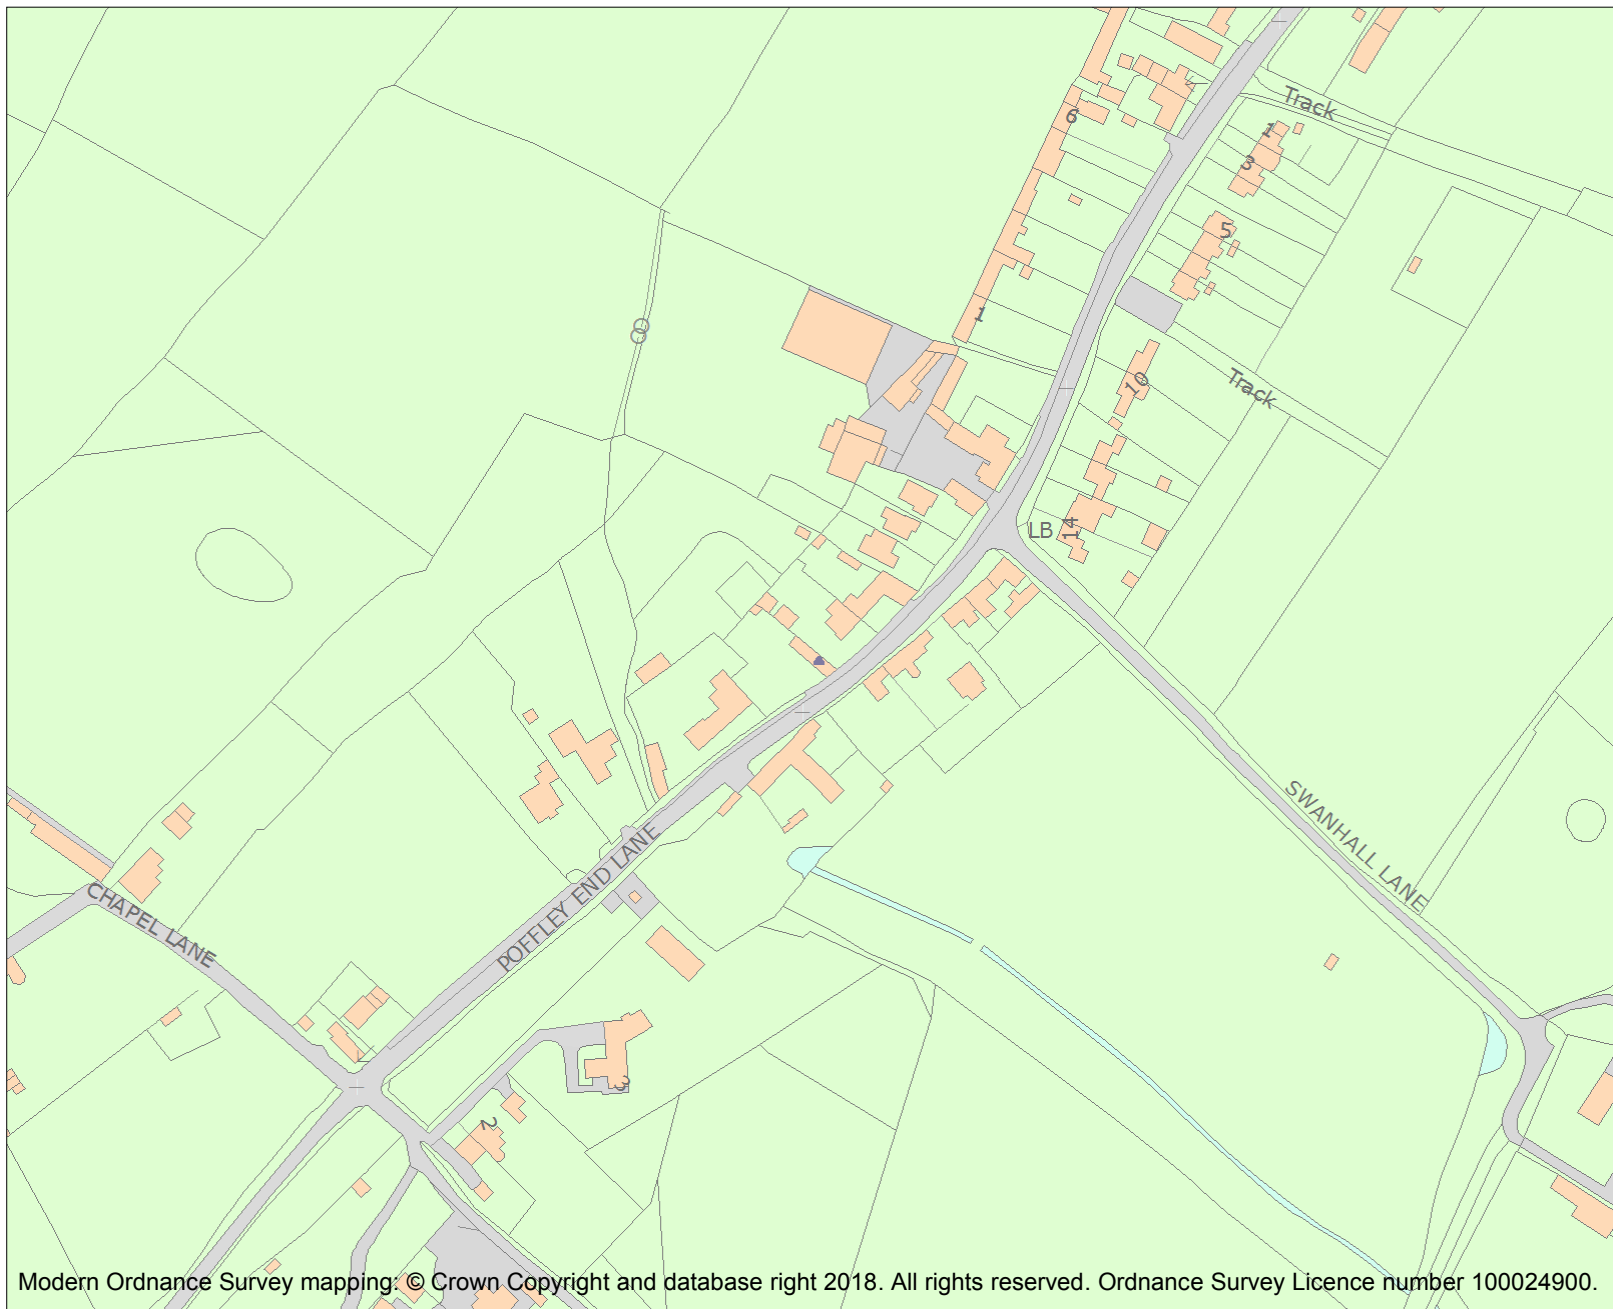 Track
6
1
3
5
1
10
Track
LB
14
SWANHALL LANE
POFFLEY END LANE
CHAPEL LANE
3
2
Modern Ordnance Survey mapping: © Crown Copyright and database right 2018. All rights reserved. Ordnance Survey Licence number 100024900.